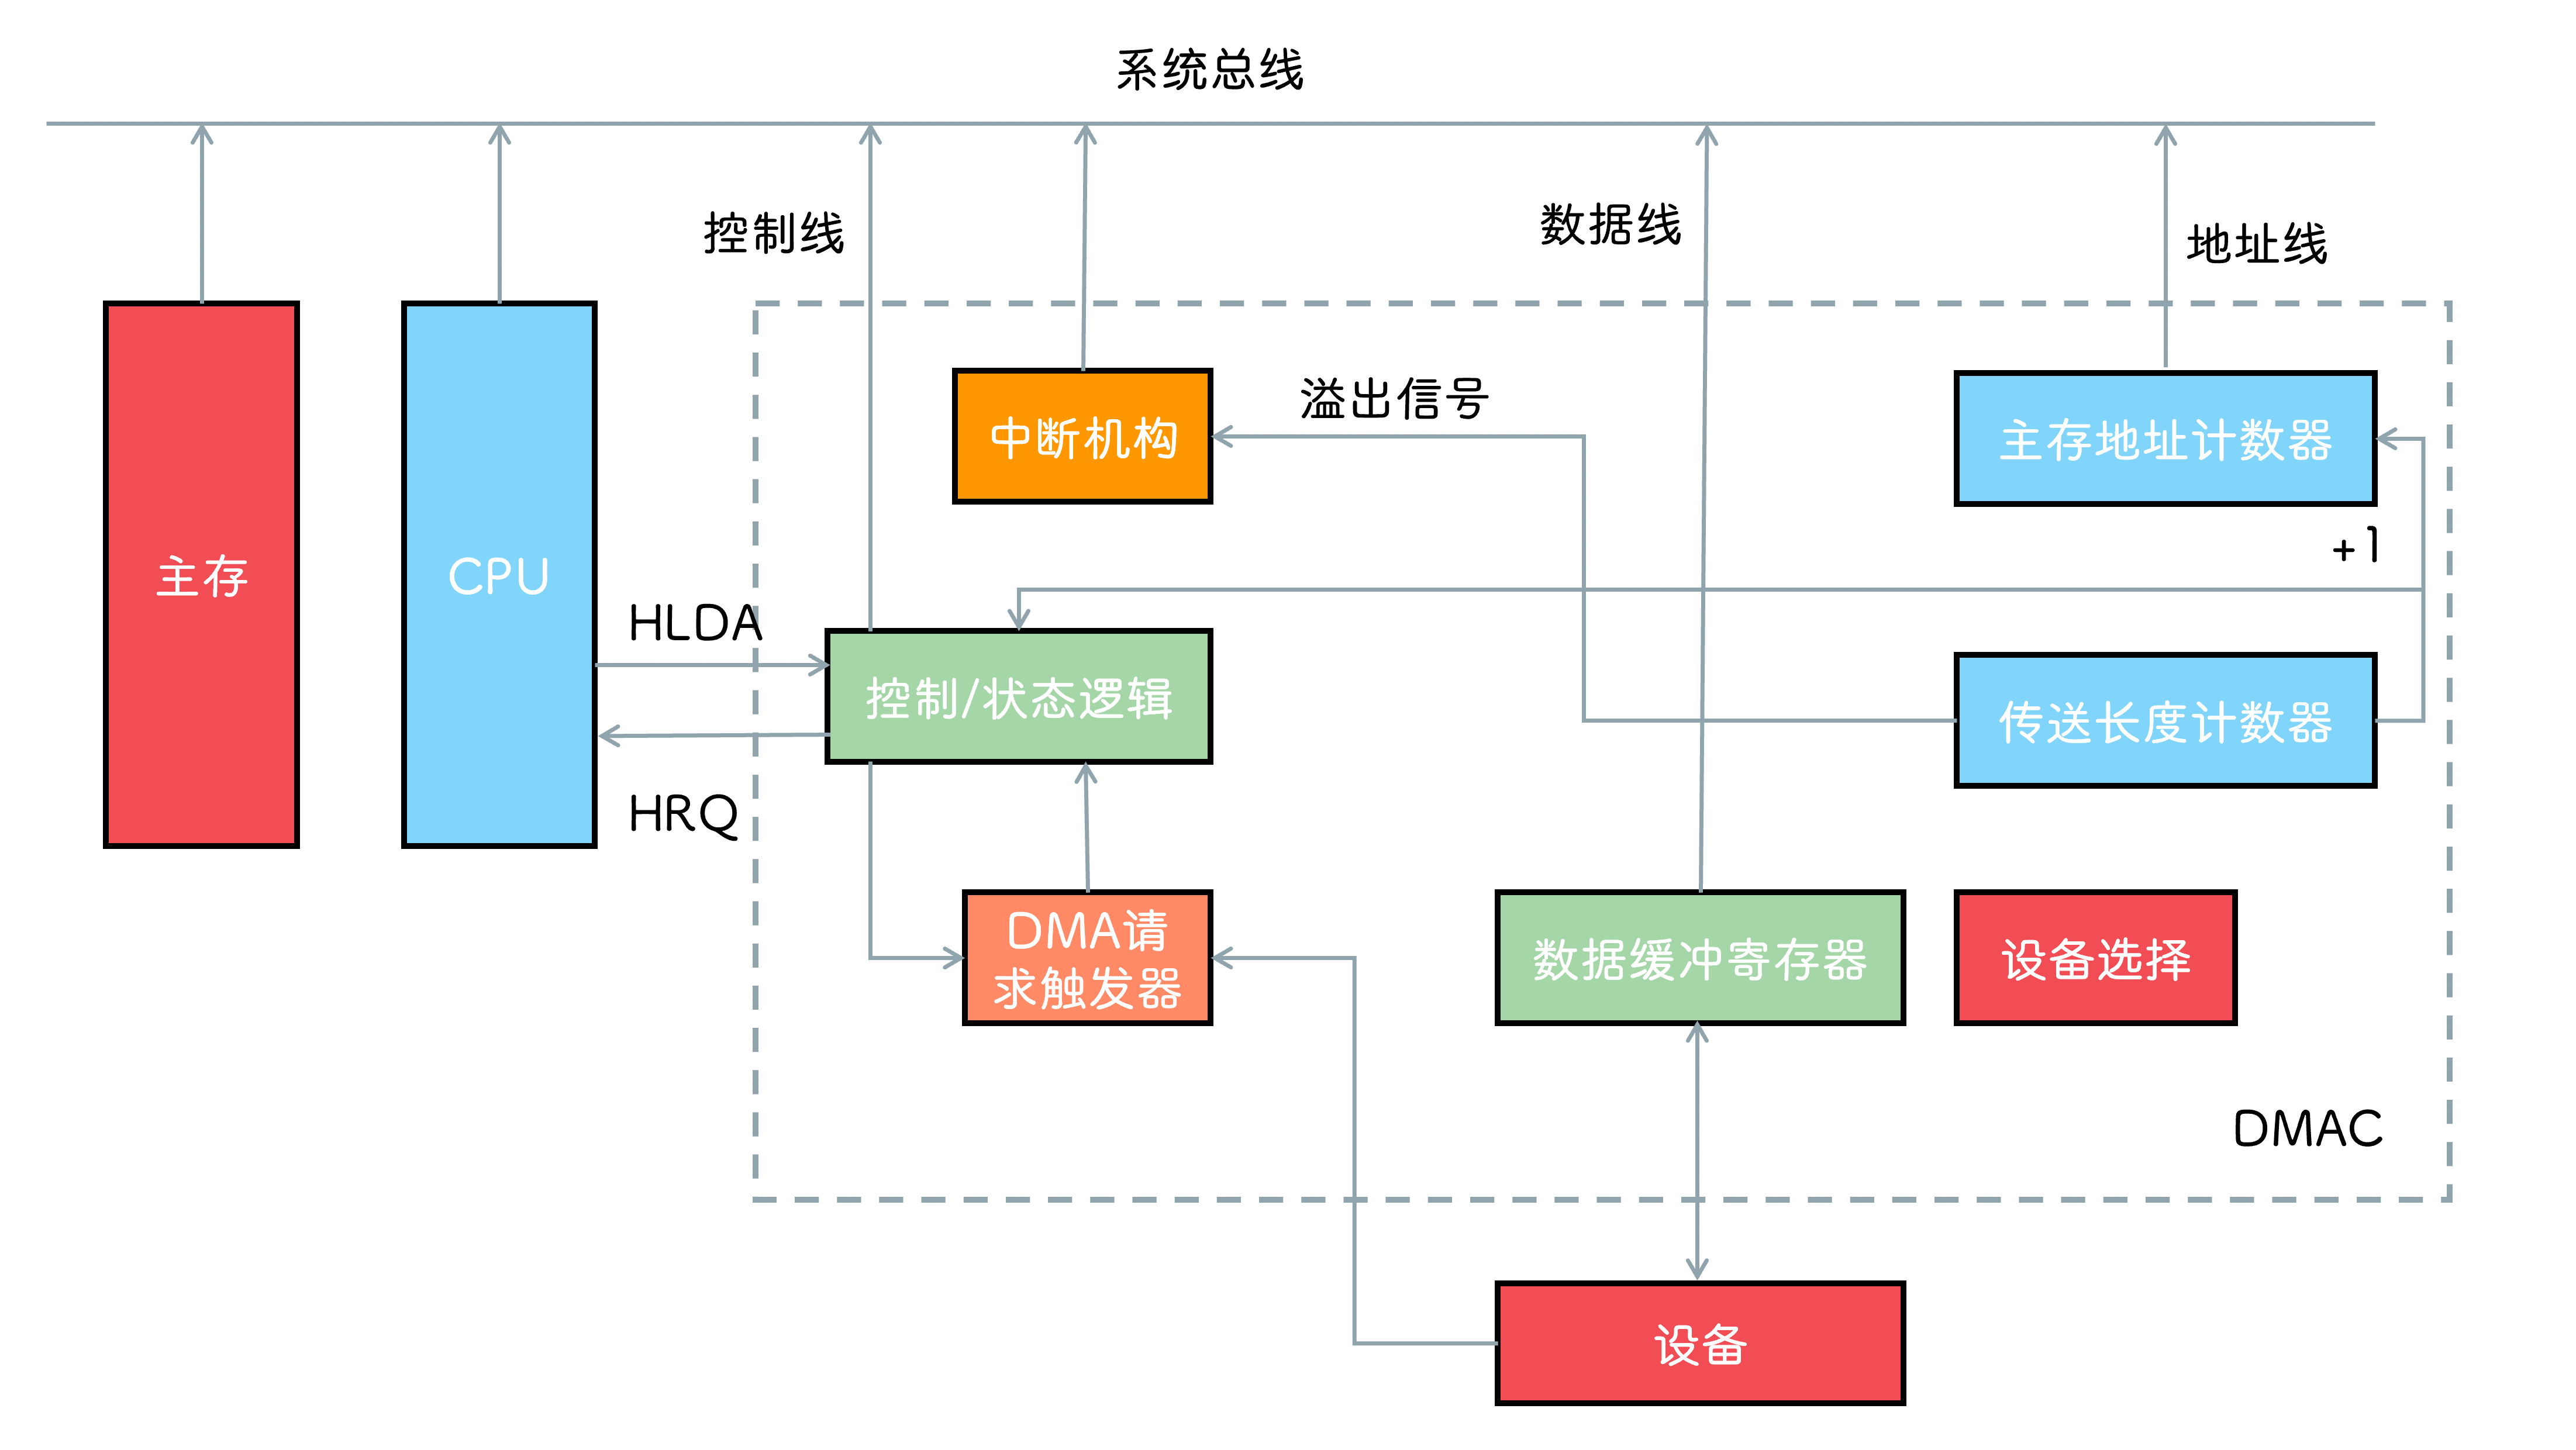 系统总线
控制线
数据线
地址线
中断机构
溢出信号
主存地址计数器
+1
主存
CPU
HLDA
控制/状态逻辑
传送长度计数器
HRQ
DMA请
求触发器
数据缓冲寄存器
设备选择
DMAC
设备